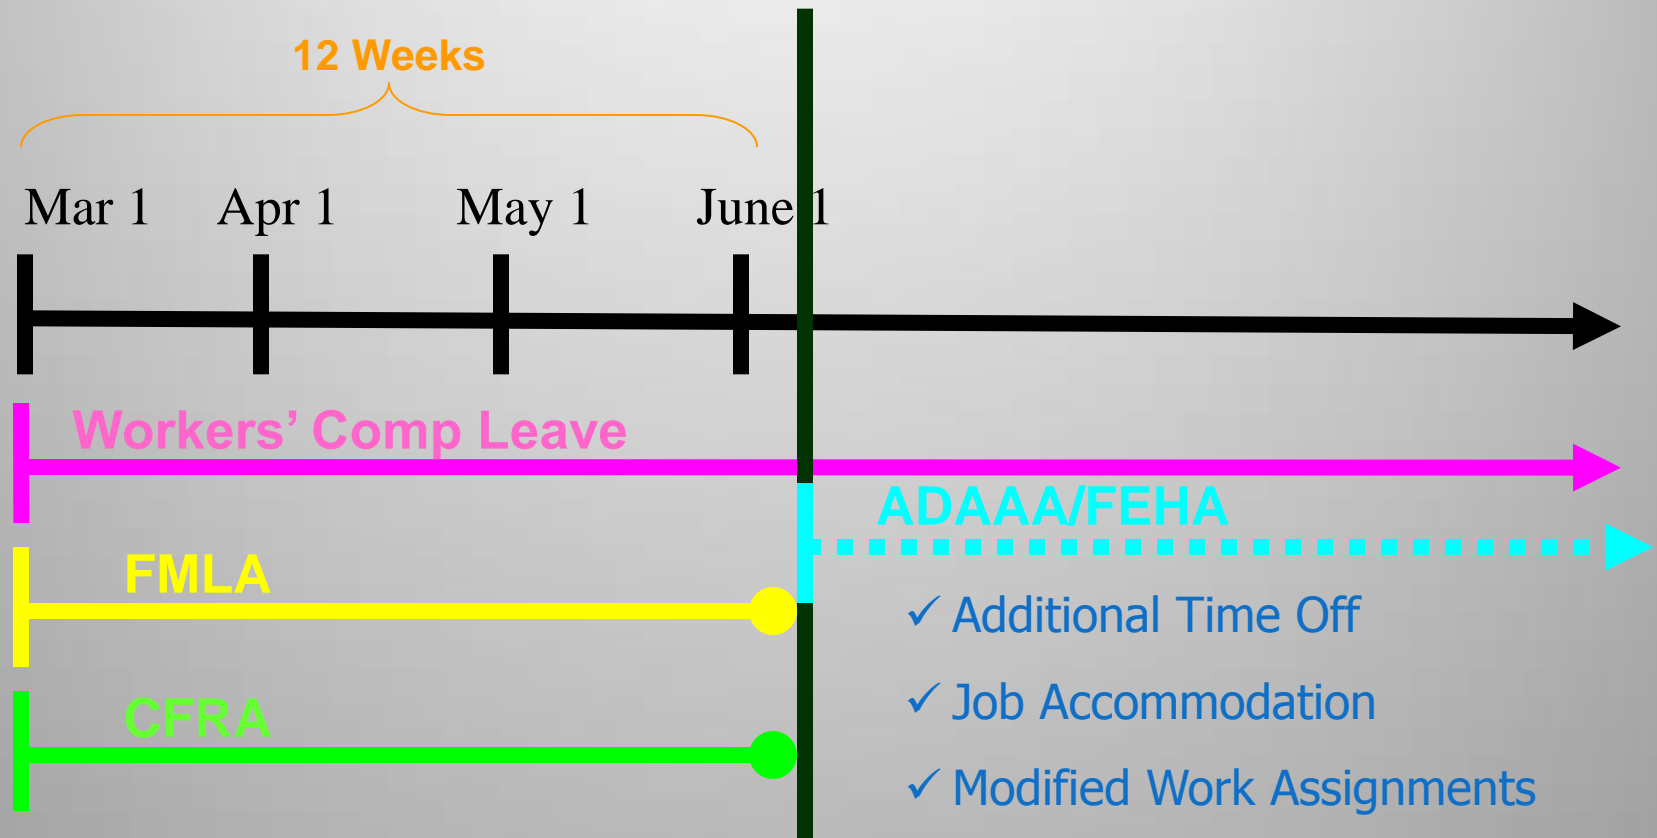 12 Weeks
Mar 1 Apr 1 May 1 June 1
Workers’ Comp Leave
ADAAA/FEHA
FMLA
✓ Additional Time Off
✓ Job Accommodation
CFRA
✓ Modified Work Assignments